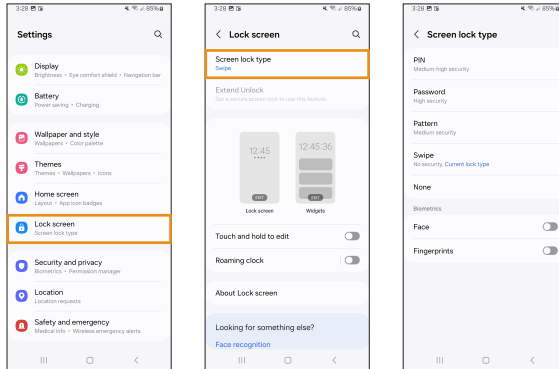 3:28
85%
Settings
Display
Brightness • Eye comfort shield • Navigation bar
Battery
Power saving • Charging
Wallpaper and style
Wallpapers • Color palette
Themes
Themes • Wallpapers • Icons
Home screen
Layout • App icon badges
Lock screen
Screen lock type
Security and privacy
Biometrics • Permission manager
Location
Location requests
Safety and emergency
Medical info • Wireless emergency alerts
3:28
85%
Lock screen
Screen lock type
Swipe
Extend Unlock
Set a secure screen lock to use this feature.
12:45
12:45:36
EDIT
EDIT
Lock screen
Widgets
Touch and hold to edit
Roaming clock
About Lock screen
Looking for something else?
Face recognition
3:28
85%
Screen lock type
PIN
Medium-high security
Password
High security
Pattern
Medium security
Swipe
No security, Current lock type
None
Biometrics
Face
Fingerprints